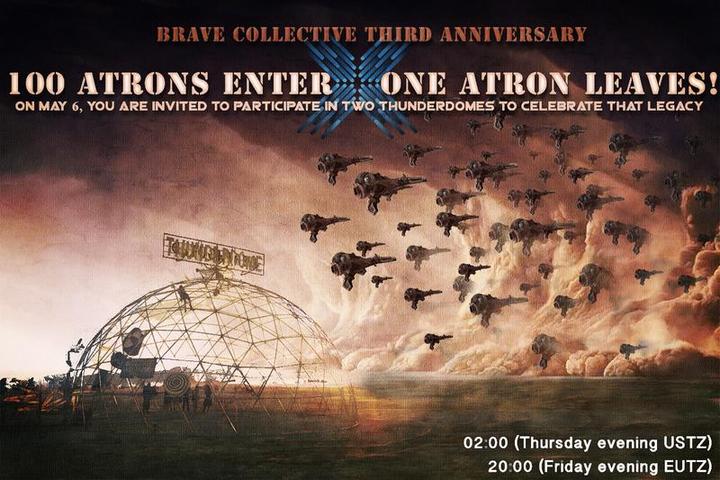 BRAVE COLLECTIVE THIRD ANNIVERSARY
100 ATRONS ENTER ONE ATRON LEAVES!
ON MAY 6, YOU ARE INVITED TO PARTICIPATE IN TWO THUNDERDOMES TO CELEBRATE THAT LEGACY
THUNDERDOME
02:00 (Thursday evening USTZ)
20:00 (Friday evening EUTZ)